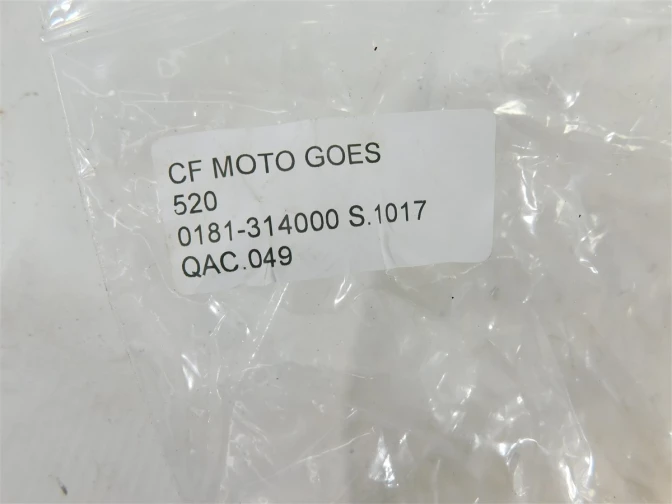 CF MOTO GOES
520
0181-314000 S.1017
QAC.049